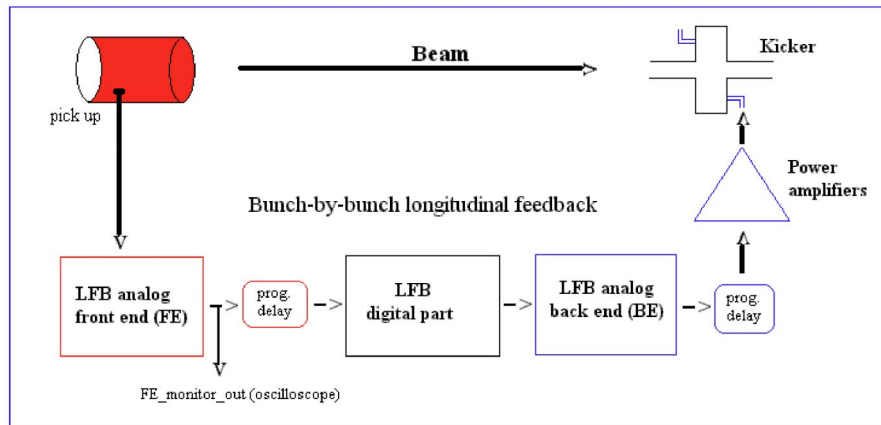 Beam
Kicker
pick up
Power
amplifiers
Bunch-by-bunch longitudinal feedback
LFB analog
front end (FE)
prog.
delay
LFB
digital part
LFB analog
back end (BE)
prog.
delay
FE_monitor_out (oscilloscope)